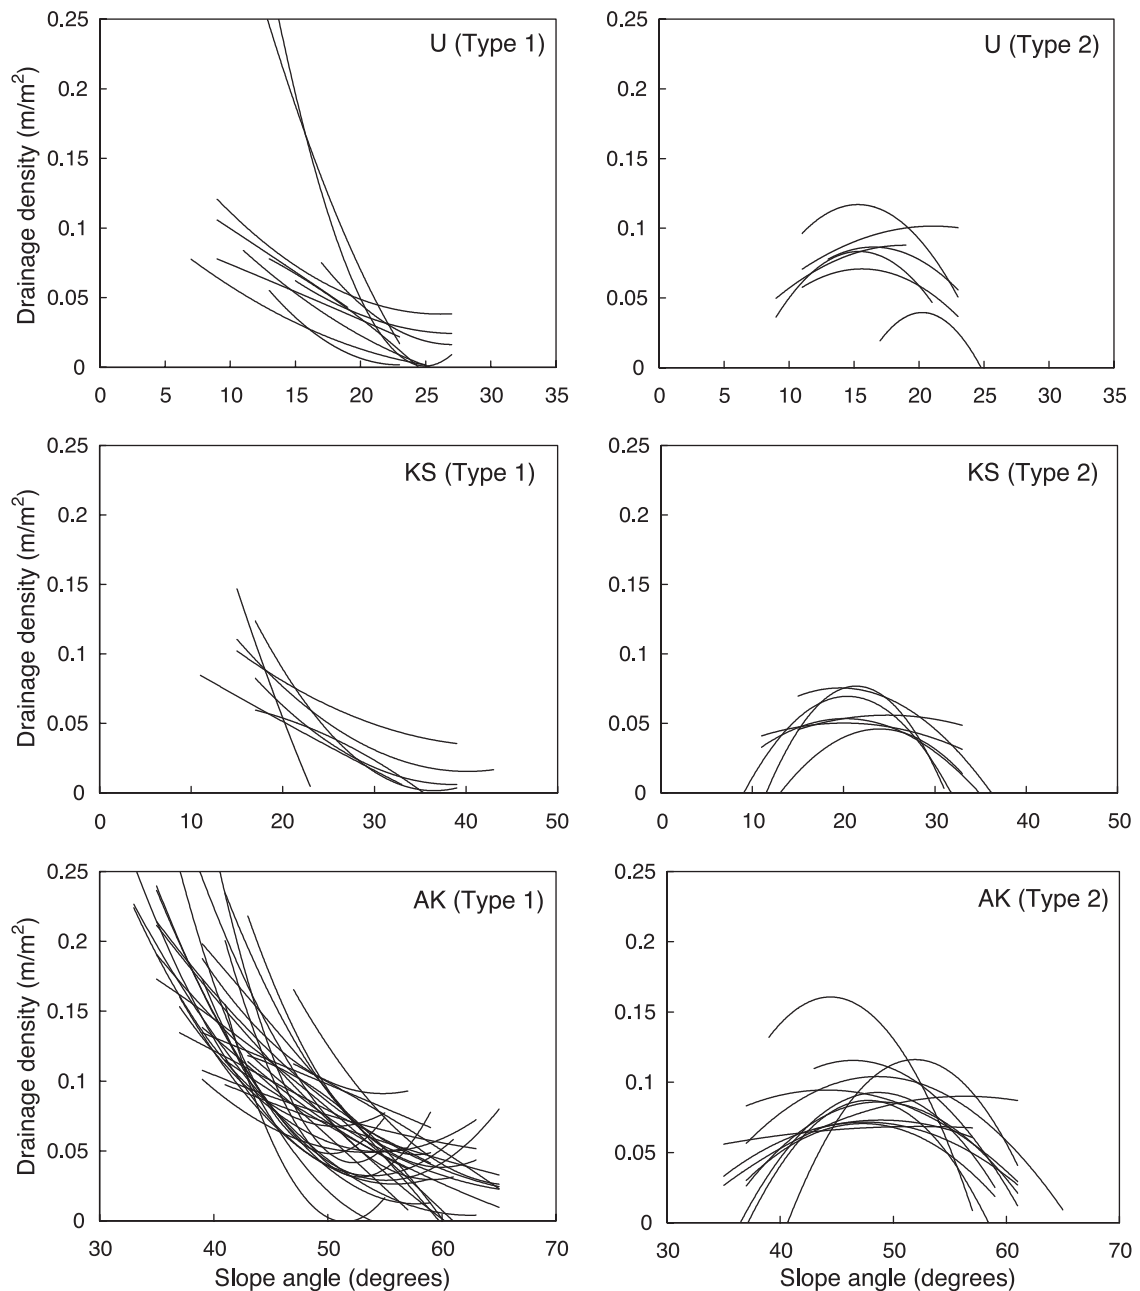 U (Type 1)
Drainage density (m/m²)
0.25
0.2
0.15
0.1
0.05
0
0 5 10 15 20 25 30 35
U (Type 2)
0.25
0.2
0.15
0.1
0.05
0
0 5 10 15 20 25 30 35
KS (Type 1)
Drainage density (m/m²)
0.25
0.2
0.15
0.1
0.05
0
0 10 20 30 40 50
KS (Type 2)
0.25
0.2
0.15
0.1
0.05
0
0 10 20 30 40 50
AK (Type 1)
Drainage density (m/m²)
0.25
0.2
0.15
0.1
0.05
0
30 40 50 60 70
Slope angle (degrees)
AK (Type 2)
0.25
0.2
0.15
0.1
0.05
0
30 40 50 60 70
Slope angle (degrees)